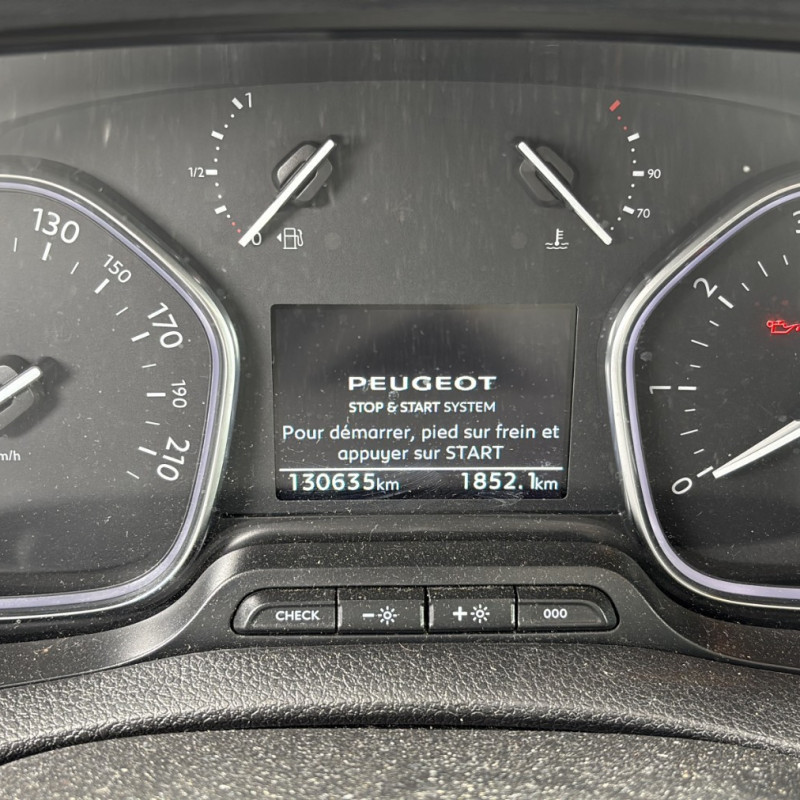 1
1/2
0
90
70
130
150
170
190
210
m/h
2
1
0
PEUGEOT
STOP & START SYSTEM
Pour démarrer, pied sur frein et
appuyer sur START
130635km 1852.1km
CHECK - + 000